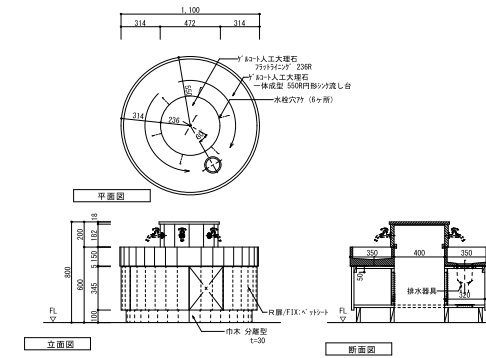 1,100
314 472 314
ゲルコート人工大理石
フラットライニング 236R
ゲルコート人工大理石
一体成型 550R円形シンク流し台
水栓穴アケ (6ヶ所)
550
314 236
平面図
18
182
200
150
5
800
600
345
100
FL
R扉/FIX:ベットシート
巾木 分離型
t=30
立面図
350 400 350
50
排水器具
320
FL
断面図